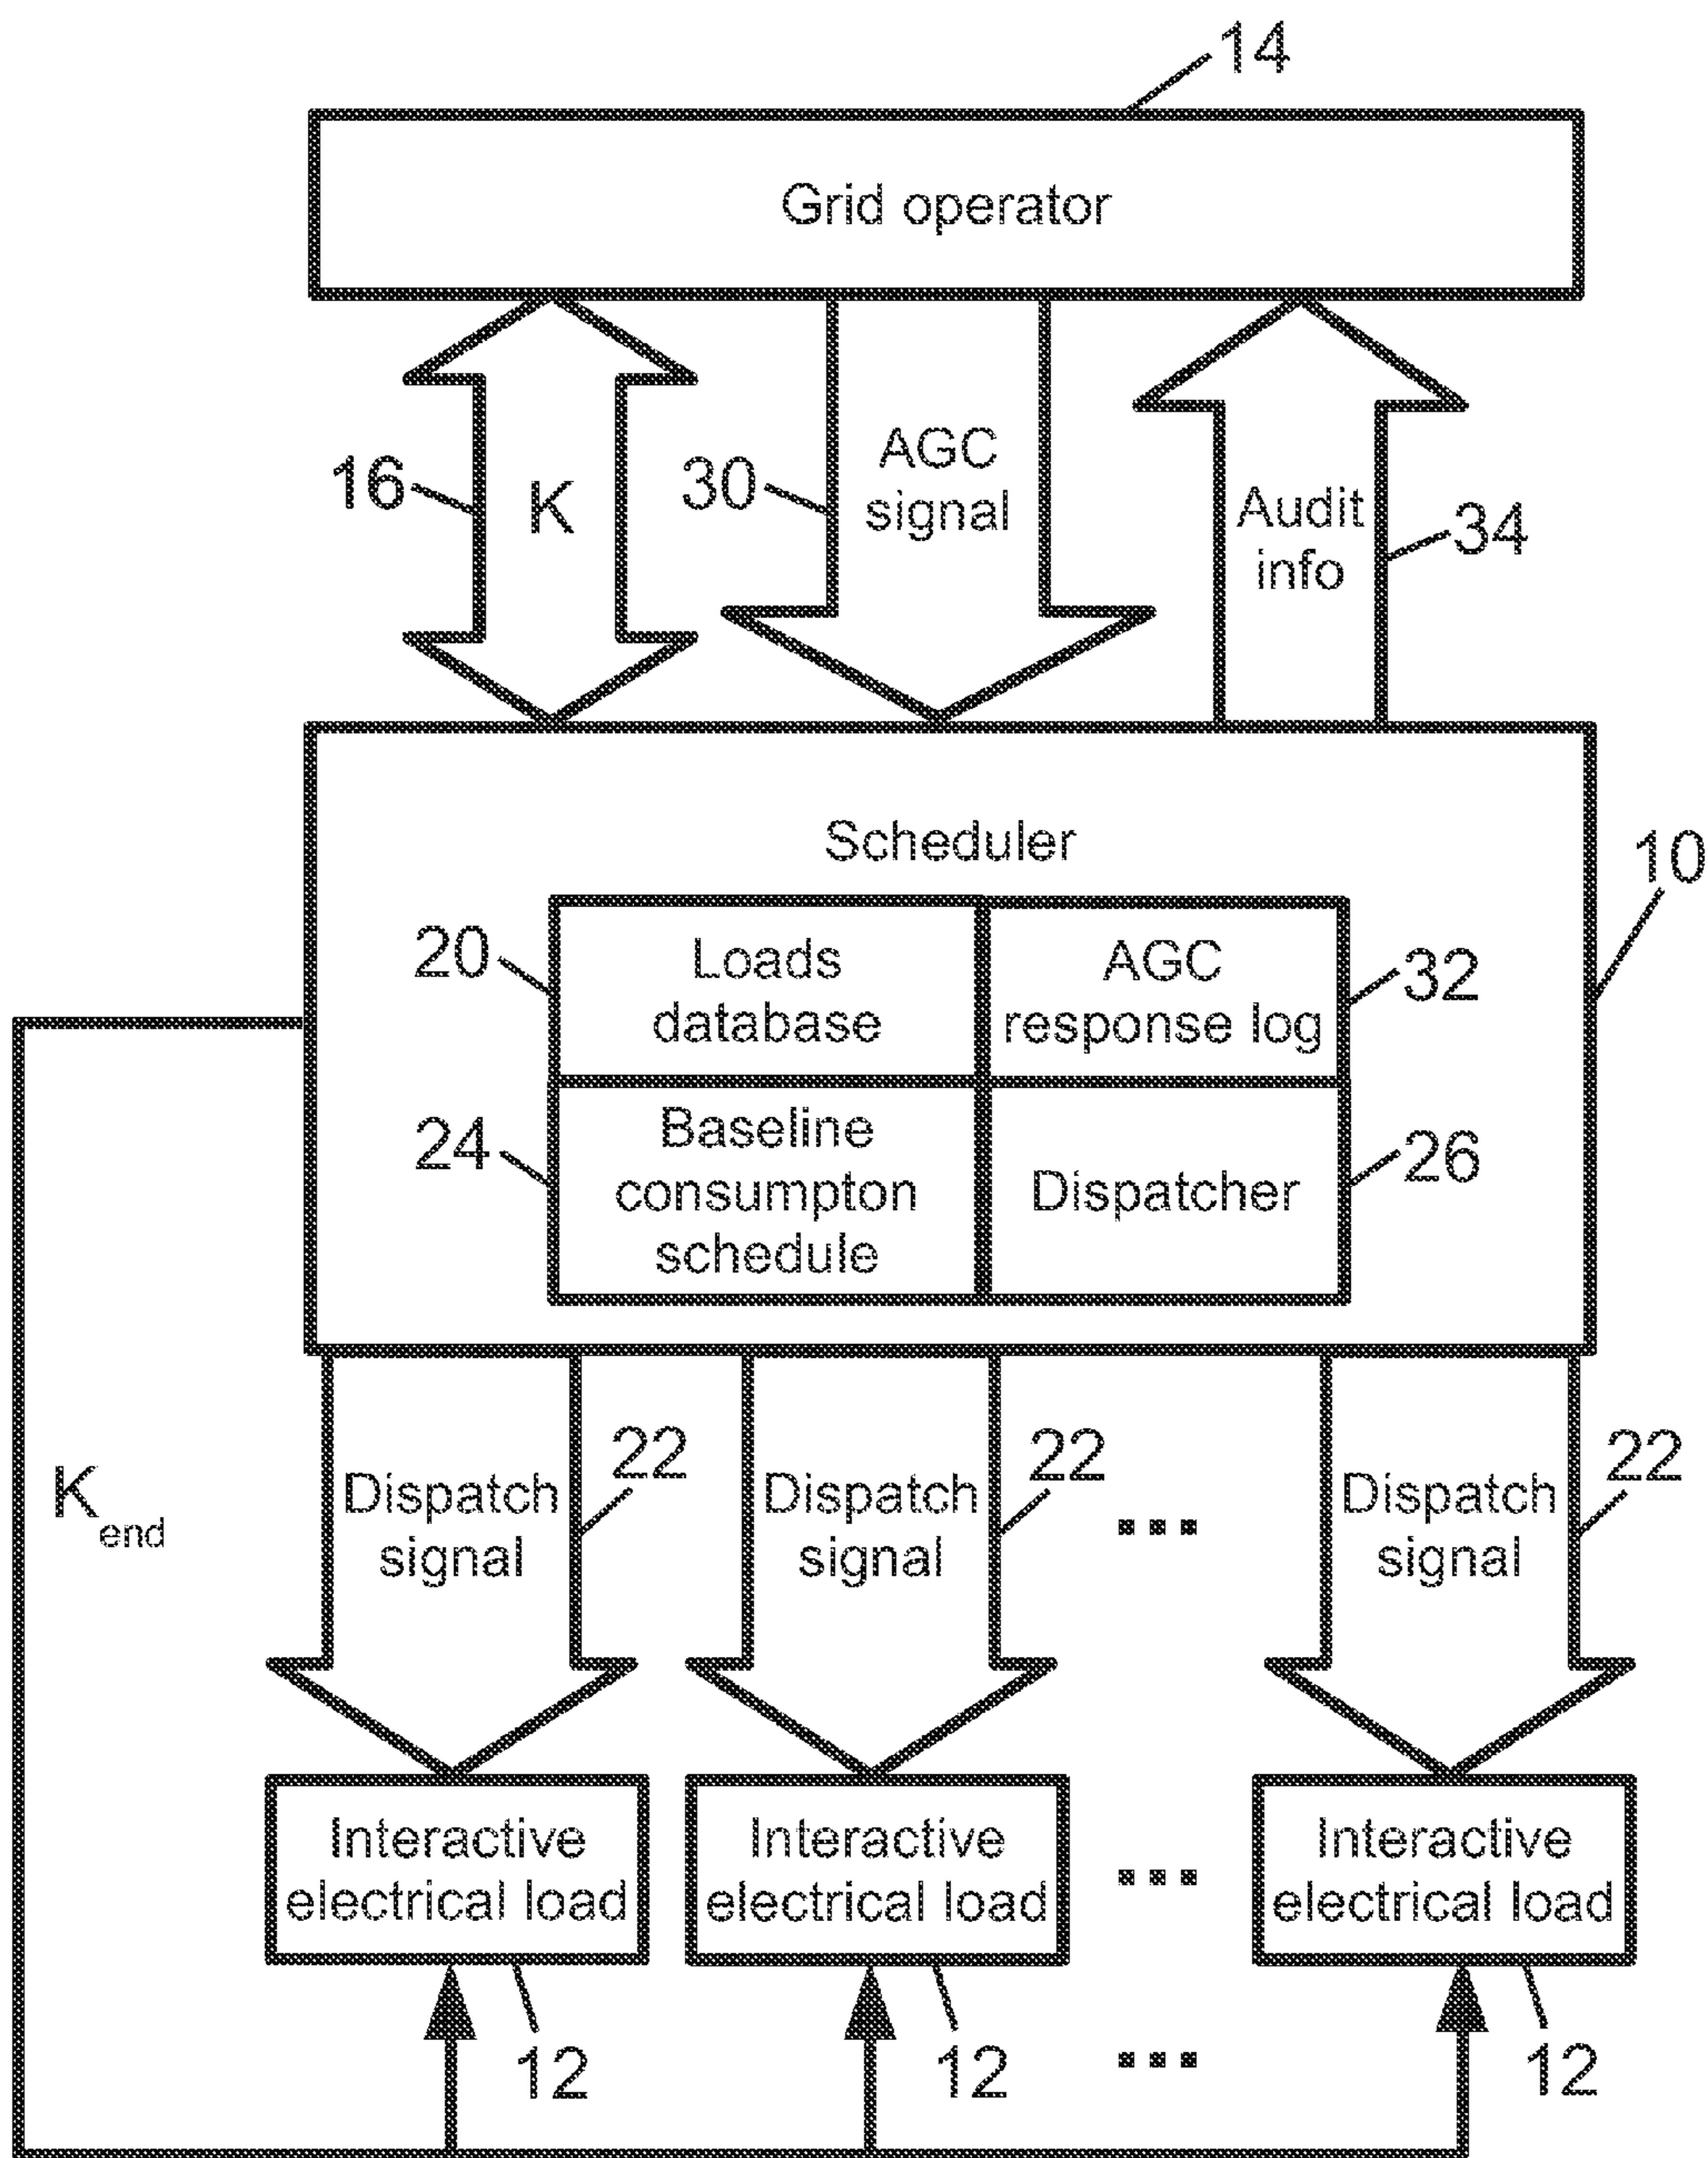 14
Grid operator
16
K
30
AGC
signal
Audit
info
34
Scheduler
10
20
Loads
database
AGC
response log
32
24
Baseline
consumpton
schedule
Dispatcher
26
K
end
Dispatch
signal
22
Dispatch
signal
22
...
Dispatch
signal
22
Interactive
electrical load
Interactive
electrical load
...
Interactive
electrical load
12
12
...
12